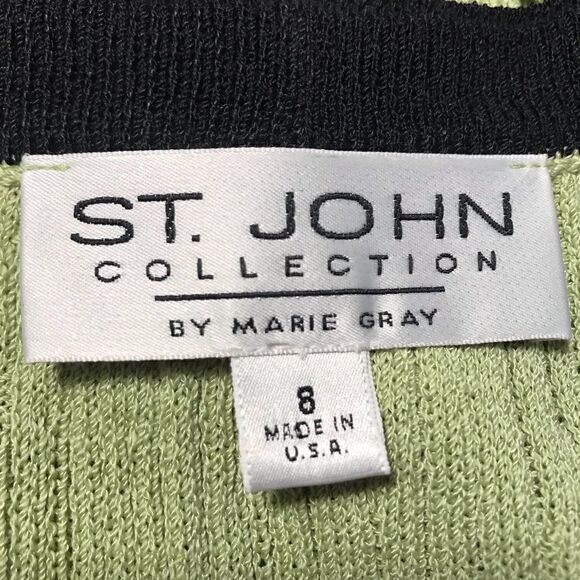 ST. JOHN
COLLECTION
BY MARIE GRAY
8
MADE IN
U.S.A.